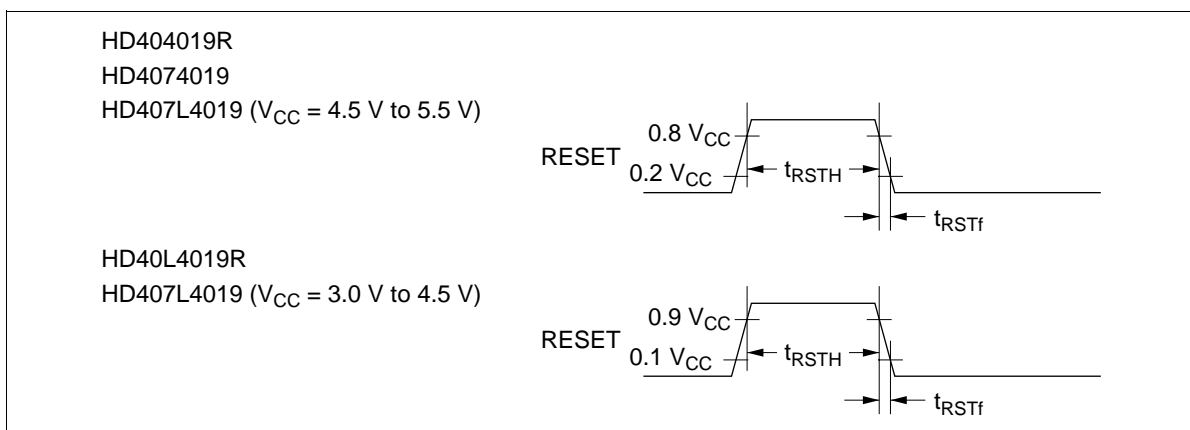 HD404019R
HD4074019
HD407L4019 (VCC = 4.5 V to 5.5 V)
0.8 VCC
RESET
0.2 VCC
tRSTH
tRSTf
HD40L4019R
HD407L4019 (VCC = 3.0 V to 4.5 V)
0.9 VCC
RESET
0.1 VCC
tRSTH
tRSTf